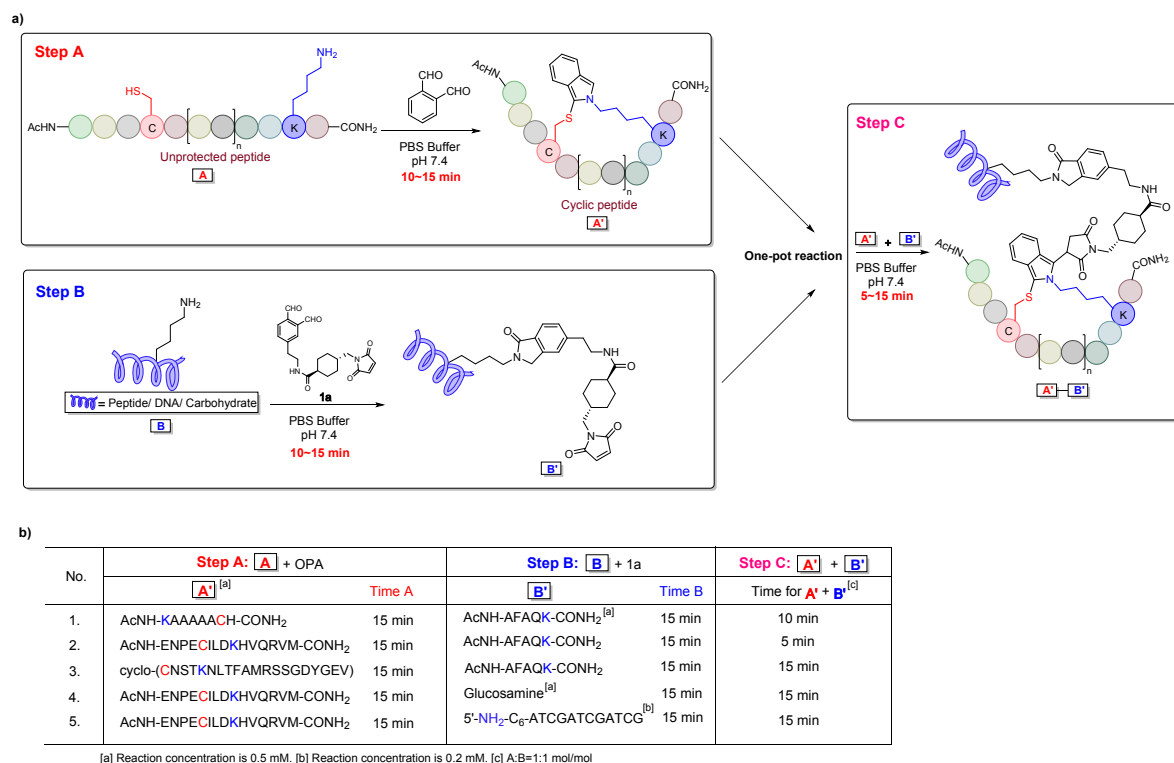 a)
Step A
HS
NH2
AcHN
C
K
CONH2
n
Unprotected peptide
A
CHO
CHO
PBS Buffer
pH 7.4
10~15 min
AcHN
N
S
C
K
CONH2
n
Cyclic peptide
A'
Step B
NH2
= Peptide/ DNA/ Carbohydrate
B
CHO
CHO
HN
O
N
O
O
1a
PBS Buffer
pH 7.4
10~15 min
O
N
NH
O
N
O
O
B'
One-pot reaction
Step C
A' + B'
PBS Buffer
pH 7.4
5~15 min
O
N
NH
O
O
N
O
AcHN
N
S
C
K
CONH2
n
A' B'
b)
No.
Step A: A + OPA
Step B: B + 1a
Step C: A' + B'
A' [a] Time A
B' Time B
Time for A' + B' [c]
1. AcNH-KAAAAACH-CONH2 15 min AcNH-AFAQK-CONH2 [a] 15 min 10 min
2. AcNH-ENPECILDKHVQRVM-CONH2 15 min AcNH-AFAQK-CONH2 15 min 5 min
3. cyclo-(CNSTKNLTFAMRSSGDYGEV) 15 min AcNH-AFAQK-CONH2 15 min 15 min
4. AcNH-ENPECILDKHVQRVM-CONH2 15 min Glucosamine[a] 15 min 15 min
5. AcNH-ENPECILDKHVQRVM-CONH2 15 min 5'-NH2-C6-ATCGATCGATCG[b] 15 min 15 min
[a] Reaction concentration is 0.5 mM. [b] Reaction concentration is 0.2 mM. [c] A:B=1:1 mol/mol